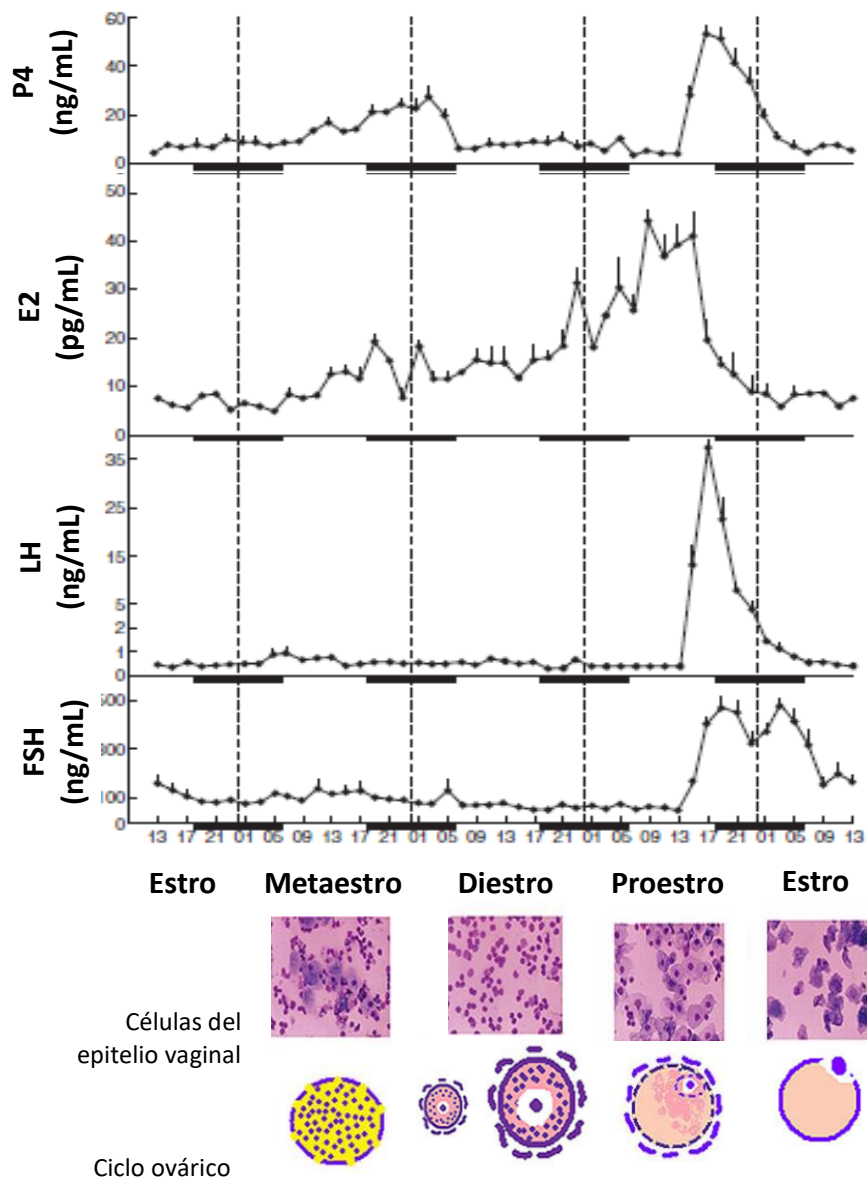 P4
(ng/mL)
60
40
20
0
E2
(pg/mL)
50
40
30
20
10
0
LH
(ng/mL)
35
25
15
5
2
1
0
FSH
(ng/mL)
500
300
100
0
13 17 21 01 05 09 13 17 21 01 05 09 13 17 21 01 05 09 13 17 21 01 05 09 13
Estro Metaestro Diestro Proestro Estro
Células del
epitelio vaginal
Ciclo ovárico